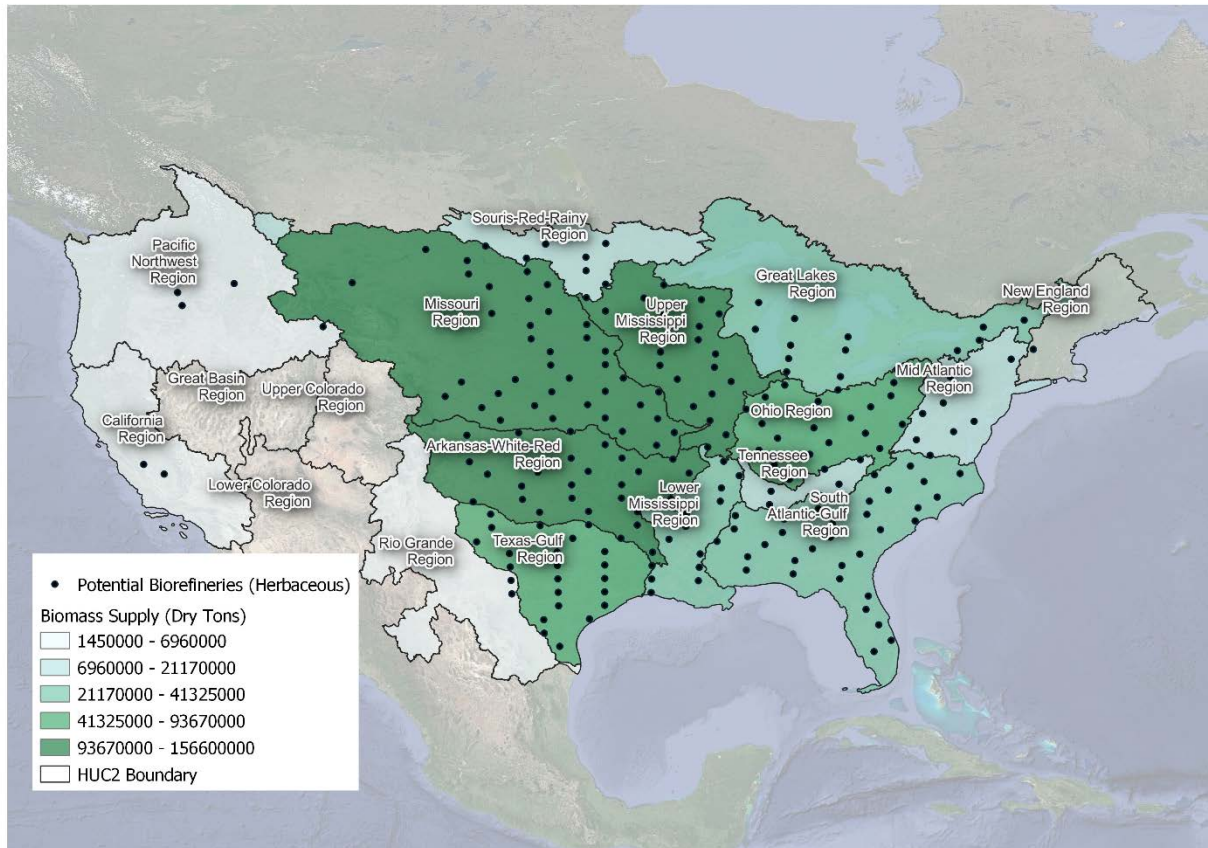 Souris-Red-Rainy
Region
Pacific
Northwest
Region
Great Lakes
Region
New England
Region
Missouri
Region
Upper
Mississippi
Region
Mid Atlantic
Region
Great Basin
Region
Upper Colorado
Region
Ohio Region
California
Region
Arkansas-White-Red
Region
Tennessee
Region
Lower Colorado
Region
Lower
Mississippi
Region
South
Atlantic-Gulf
Region
Rio Grande
Region
Texas-Gulf
Region
Potential Biorefineries (Herbaceous)
Biomass Supply (Dry Tons)
1450000 - 6960000
6960000 - 21170000
21170000 - 41325000
41325000 - 93670000
93670000 - 156600000
HUC2 Boundary